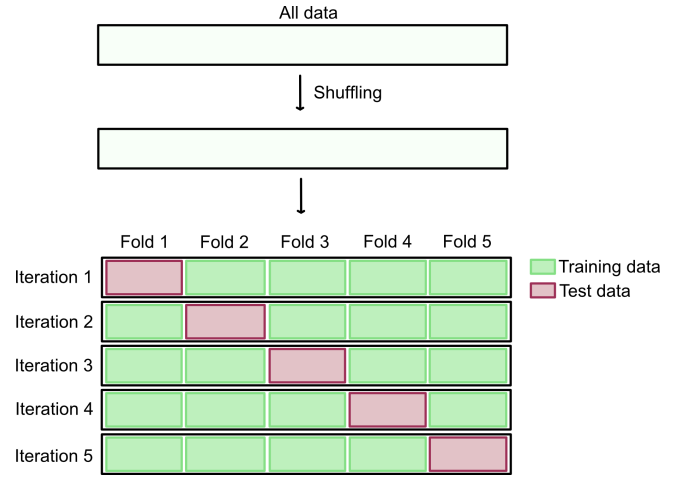 All data
Shuffling
Fold 1 Fold 2 Fold 3 Fold 4 Fold 5
Iteration 1
Iteration 2
Iteration 3
Iteration 4
Iteration 5
Training data
Test data